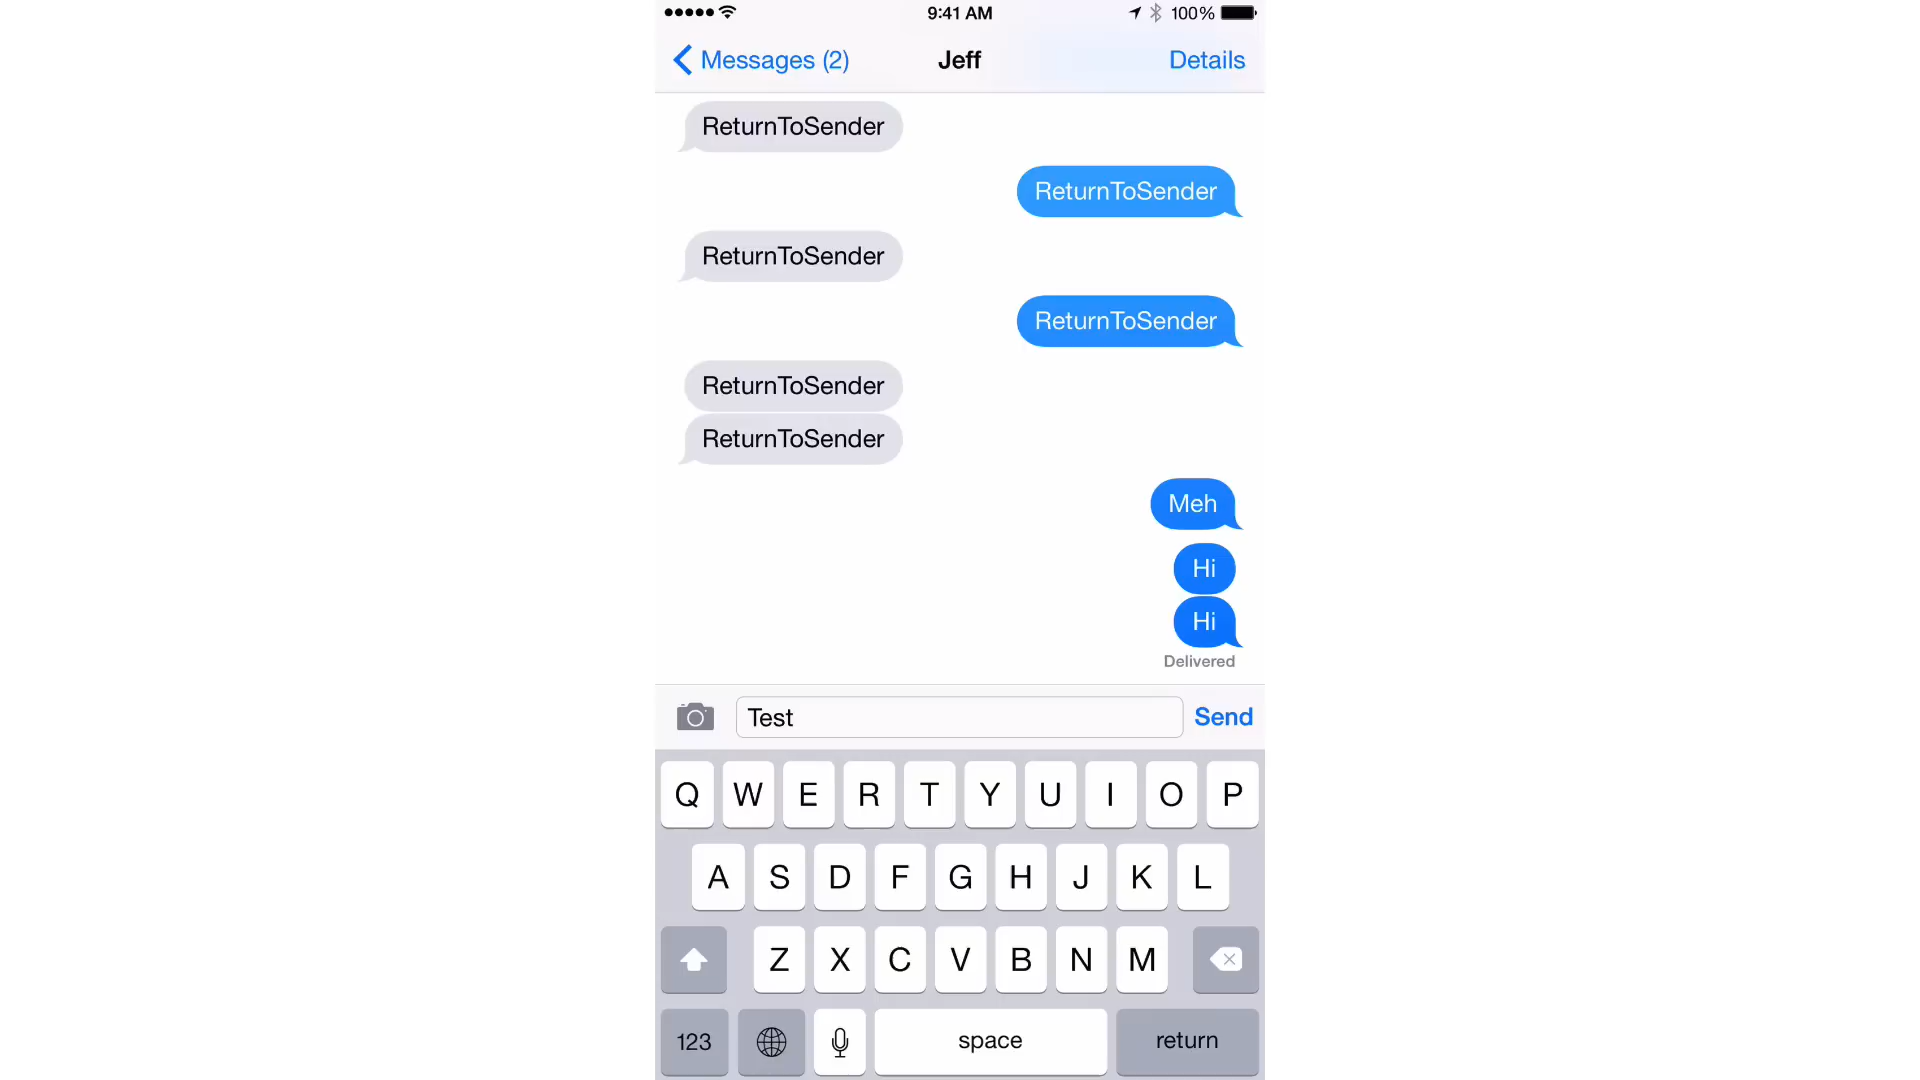 9:41 AM 100%
Messages (2) Jeff Details
ReturnToSender
ReturnToSender
ReturnToSender
ReturnToSender
ReturnToSender
ReturnToSender
Meh
Hi
Hi
Delivered
Test Send
Q W E R T Y U I O P
A S D F G H J K L
Z X C V B N M
123 space return